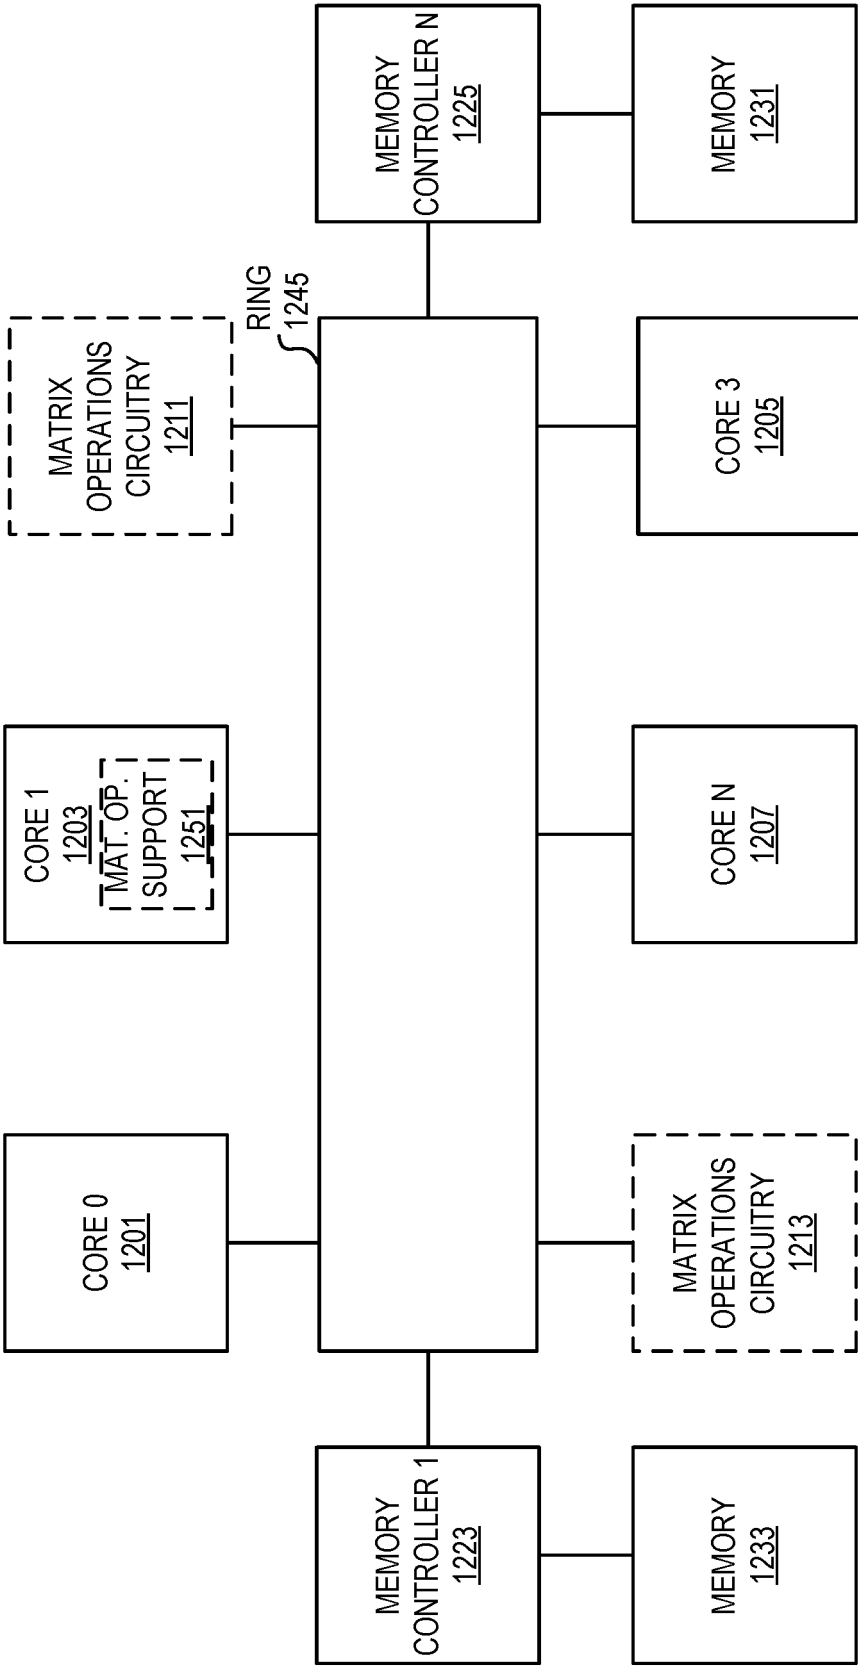 CORE 0
1201
CORE 1
1203
MAT. OP.
SUPPORT
1251
MATRIX
OPERATIONS
CIRCUITRY
1211
RING
1245
MEMORY
CONTROLLER 1
1223
MEMORY
CONTROLLER N
1225
MEMORY
1233
MATRIX
OPERATIONS
CIRCUITRY
1213
CORE N
1207
CORE 3
1205
MEMORY
1231